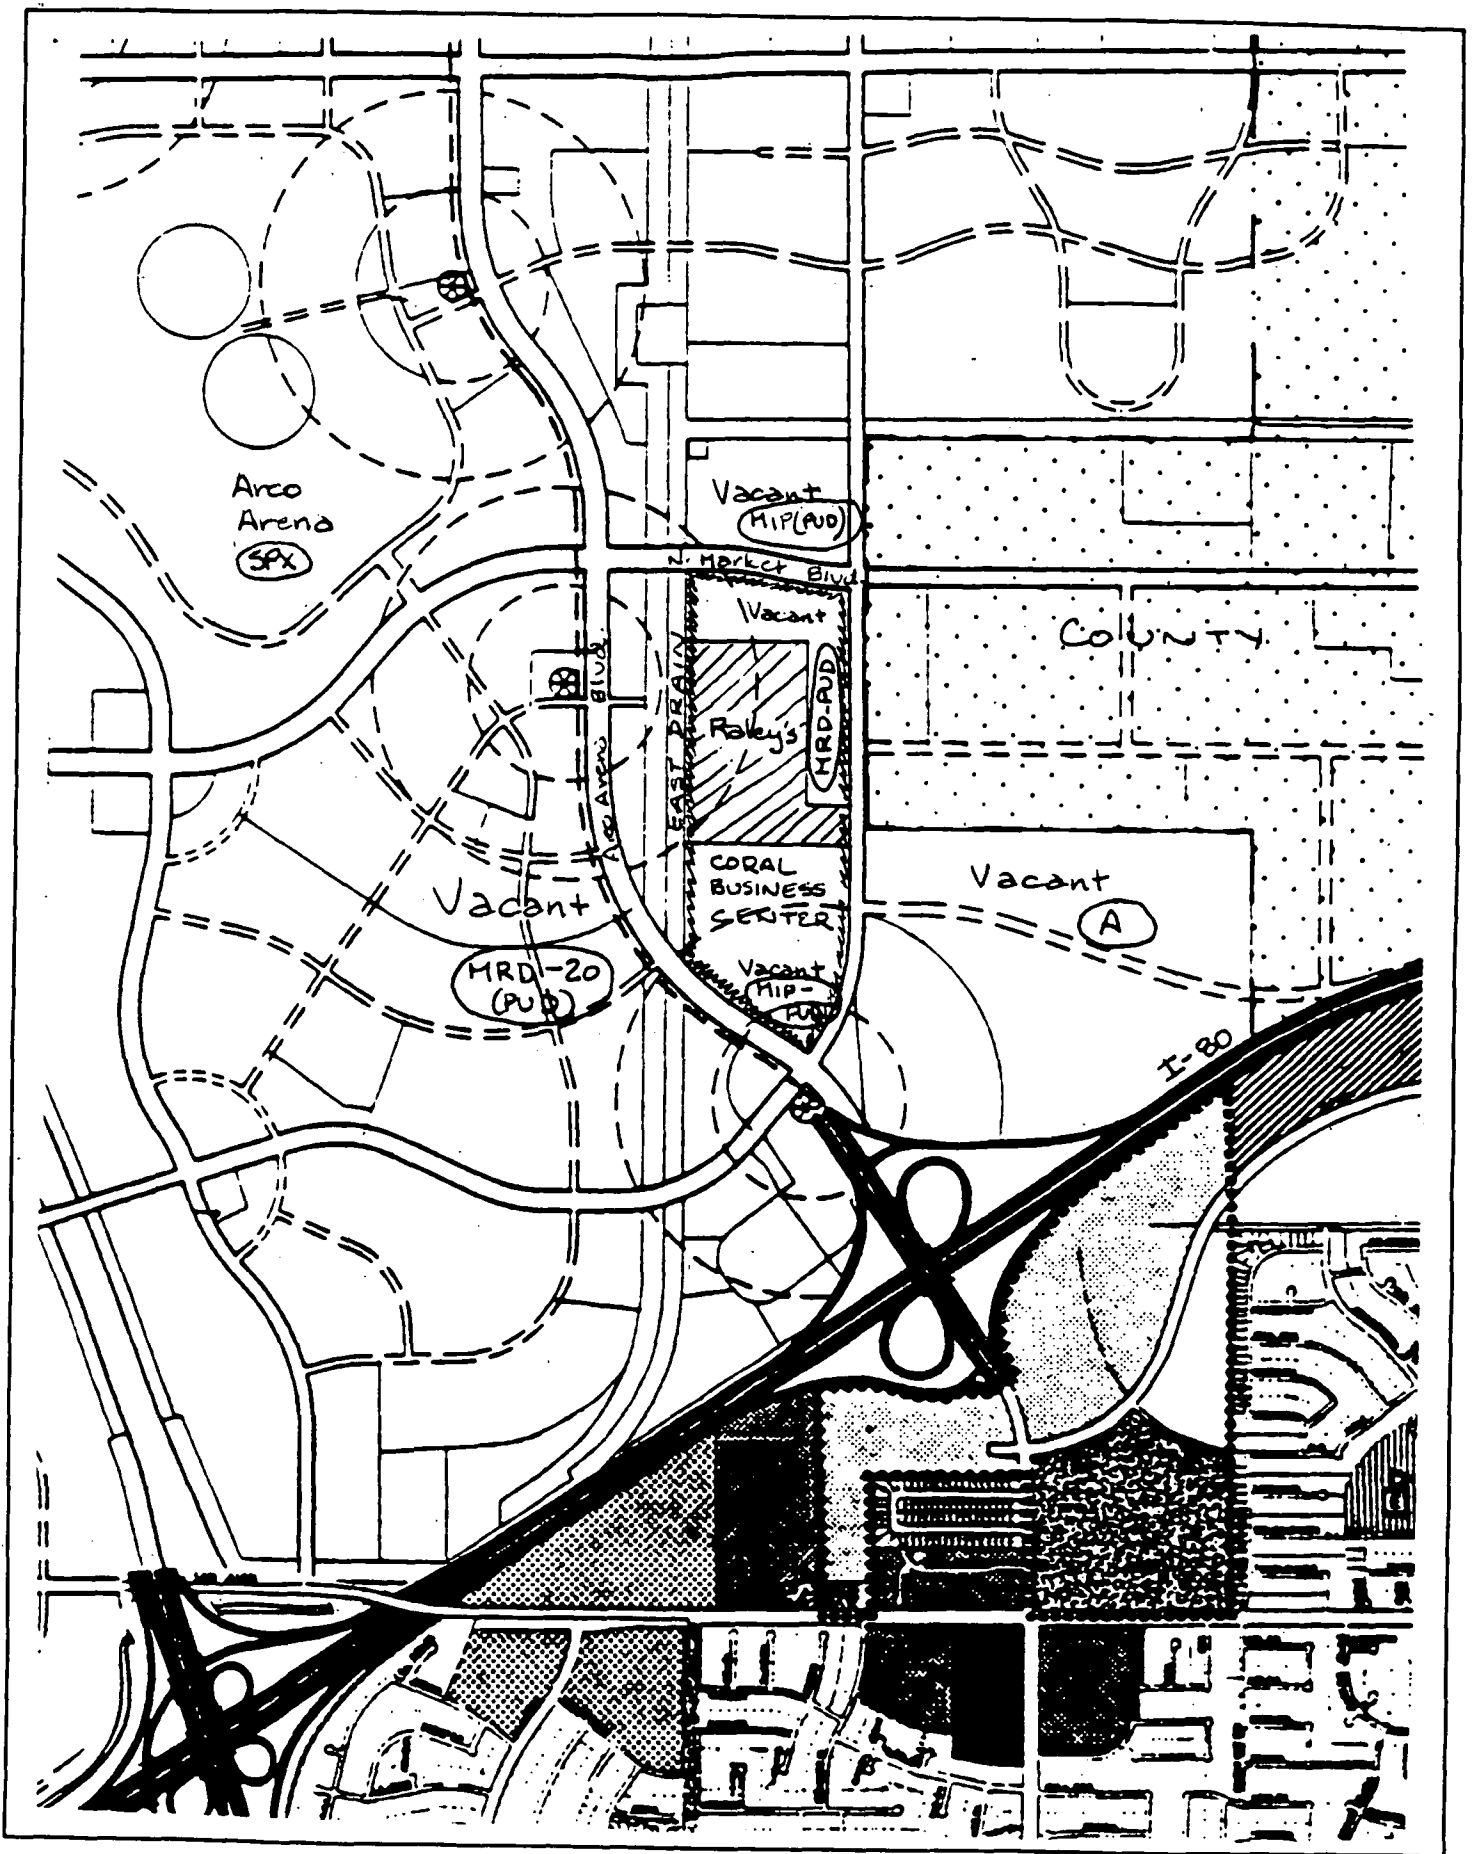 Arco
Arena
SPX
Vacant
MIP(PUD)
N. Market Blvd
Vacant
COUNTY
EAST DRAIN
Raley's
MRD-PUD
Arco Arena Blvd.
CORAL
BUSINESS
CENTER
Vacant
A
Vacant
MRD-20
(PUD)
Vacant
MIP-
PUD
I-80